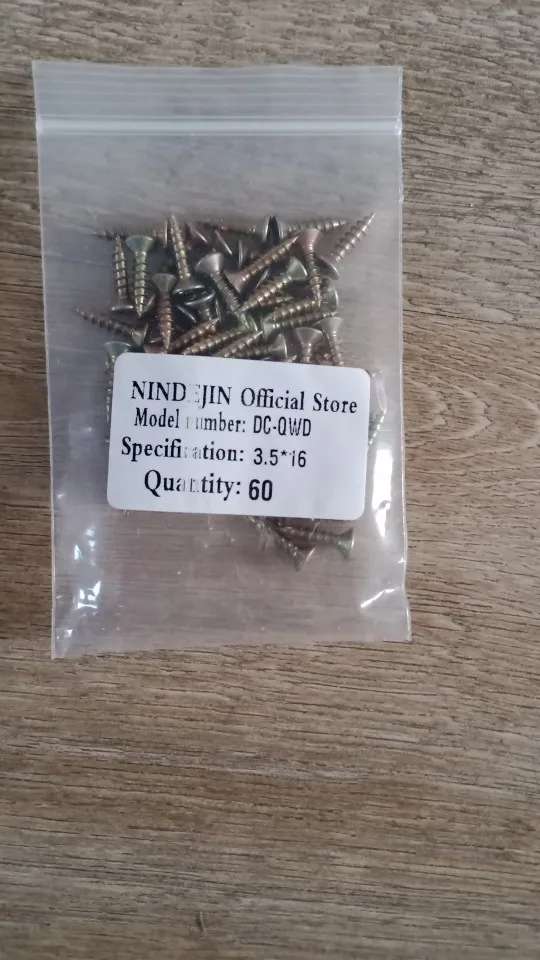 NINDEJIN Official Store
Model number: DC-QWD
Specification: 3.5*16
Quantity: 60